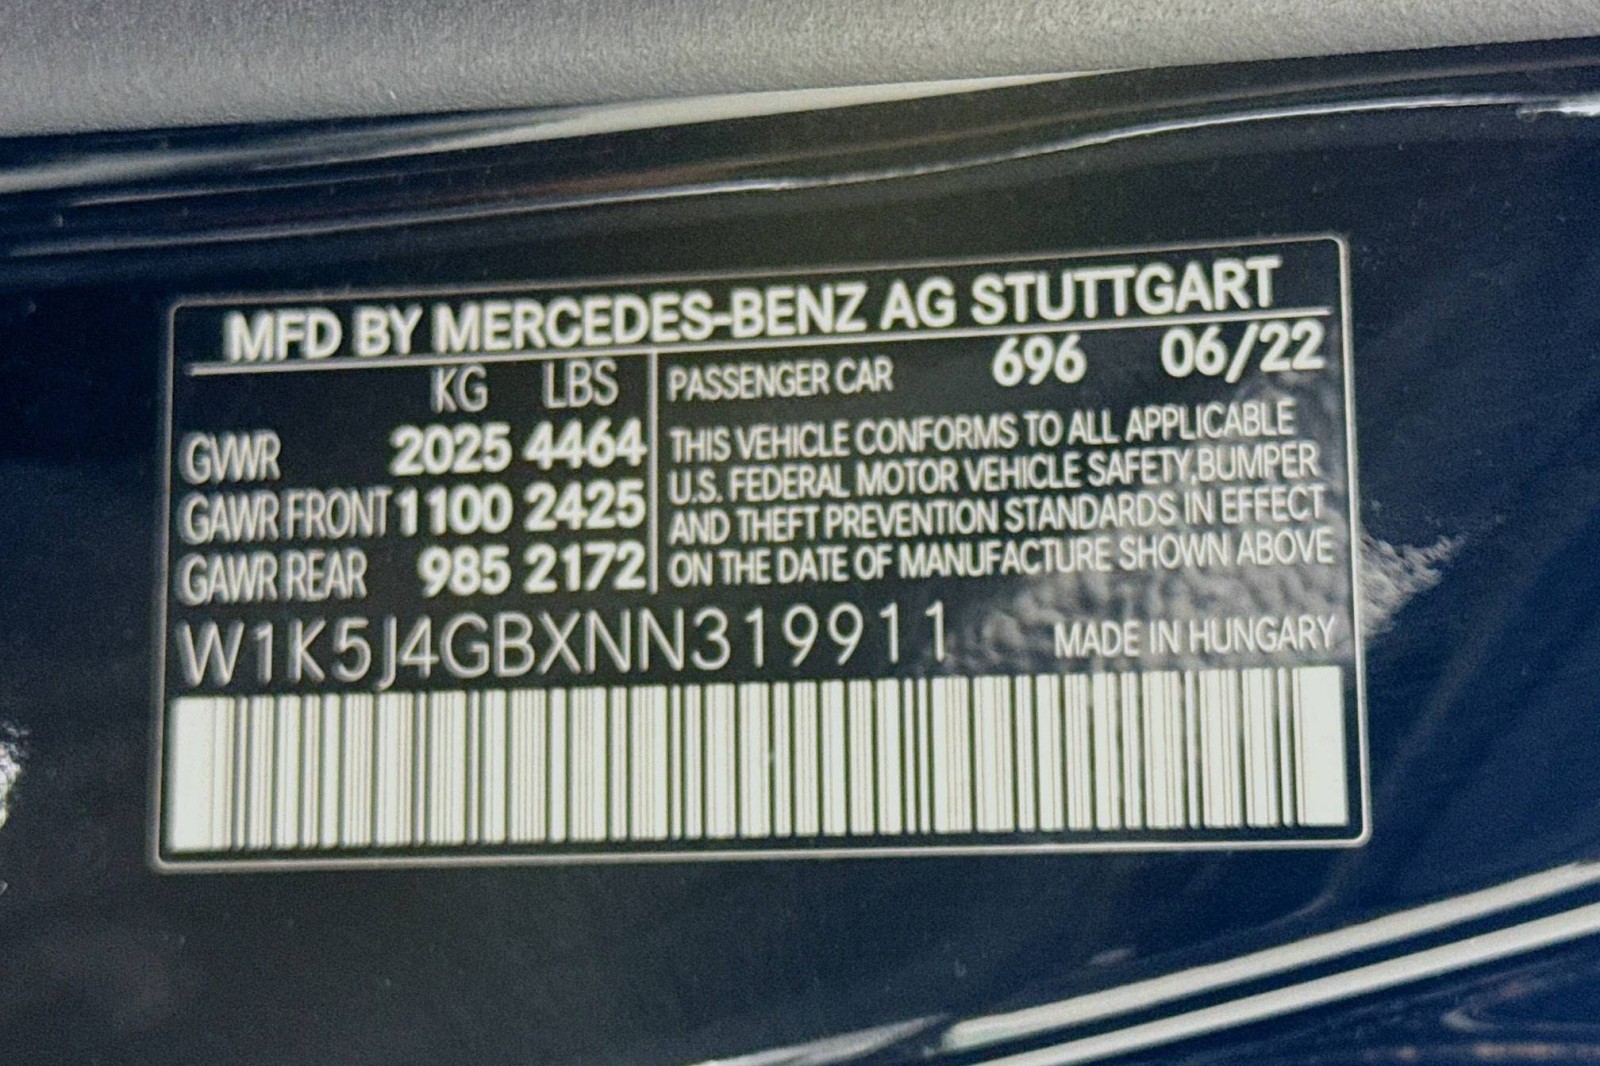 MFD BY MERCEDES-BENZ AG STUTTGART
KG LBS
GVWR 2025 4464
GAWR FRONT 1100 2425
GAWR REAR 985 2172
PASSENGER CAR 696 06/22
THIS VEHICLE CONFORMS TO ALL APPLICABLE
U.S. FEDERAL MOTOR VEHICLE SAFETY,BUMPER
AND THEFT PREVENTION STANDARDS IN EFFECT
ON THE DATE OF MANUFACTURE SHOWN ABOVE
W1K5J4GBXNN319911
MADE IN HUNGARY